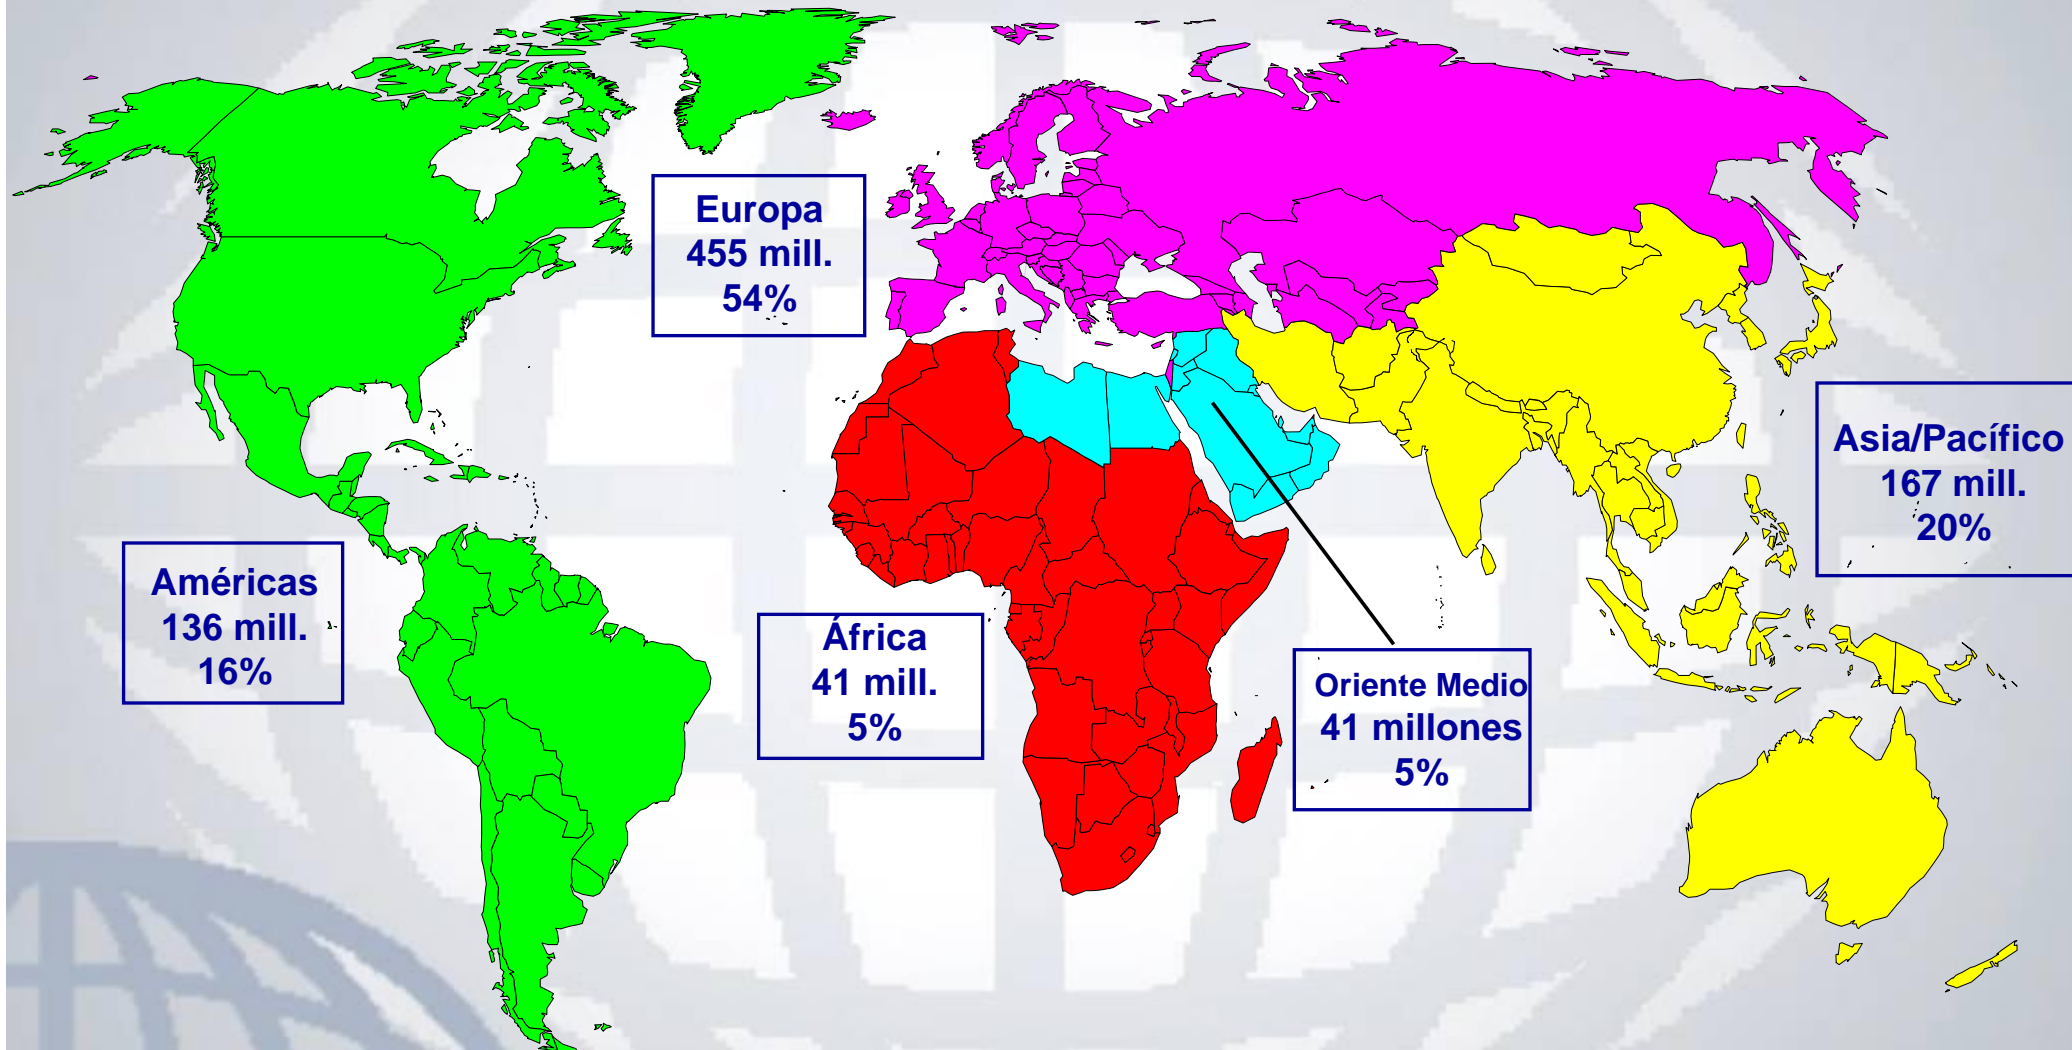 Europa
455 mill.
54%
Asia/Pacífico
167 mill.
20%
Américas
136 mill.
16%
África
41 mill.
5%
Oriente Medio
41 millones
5%